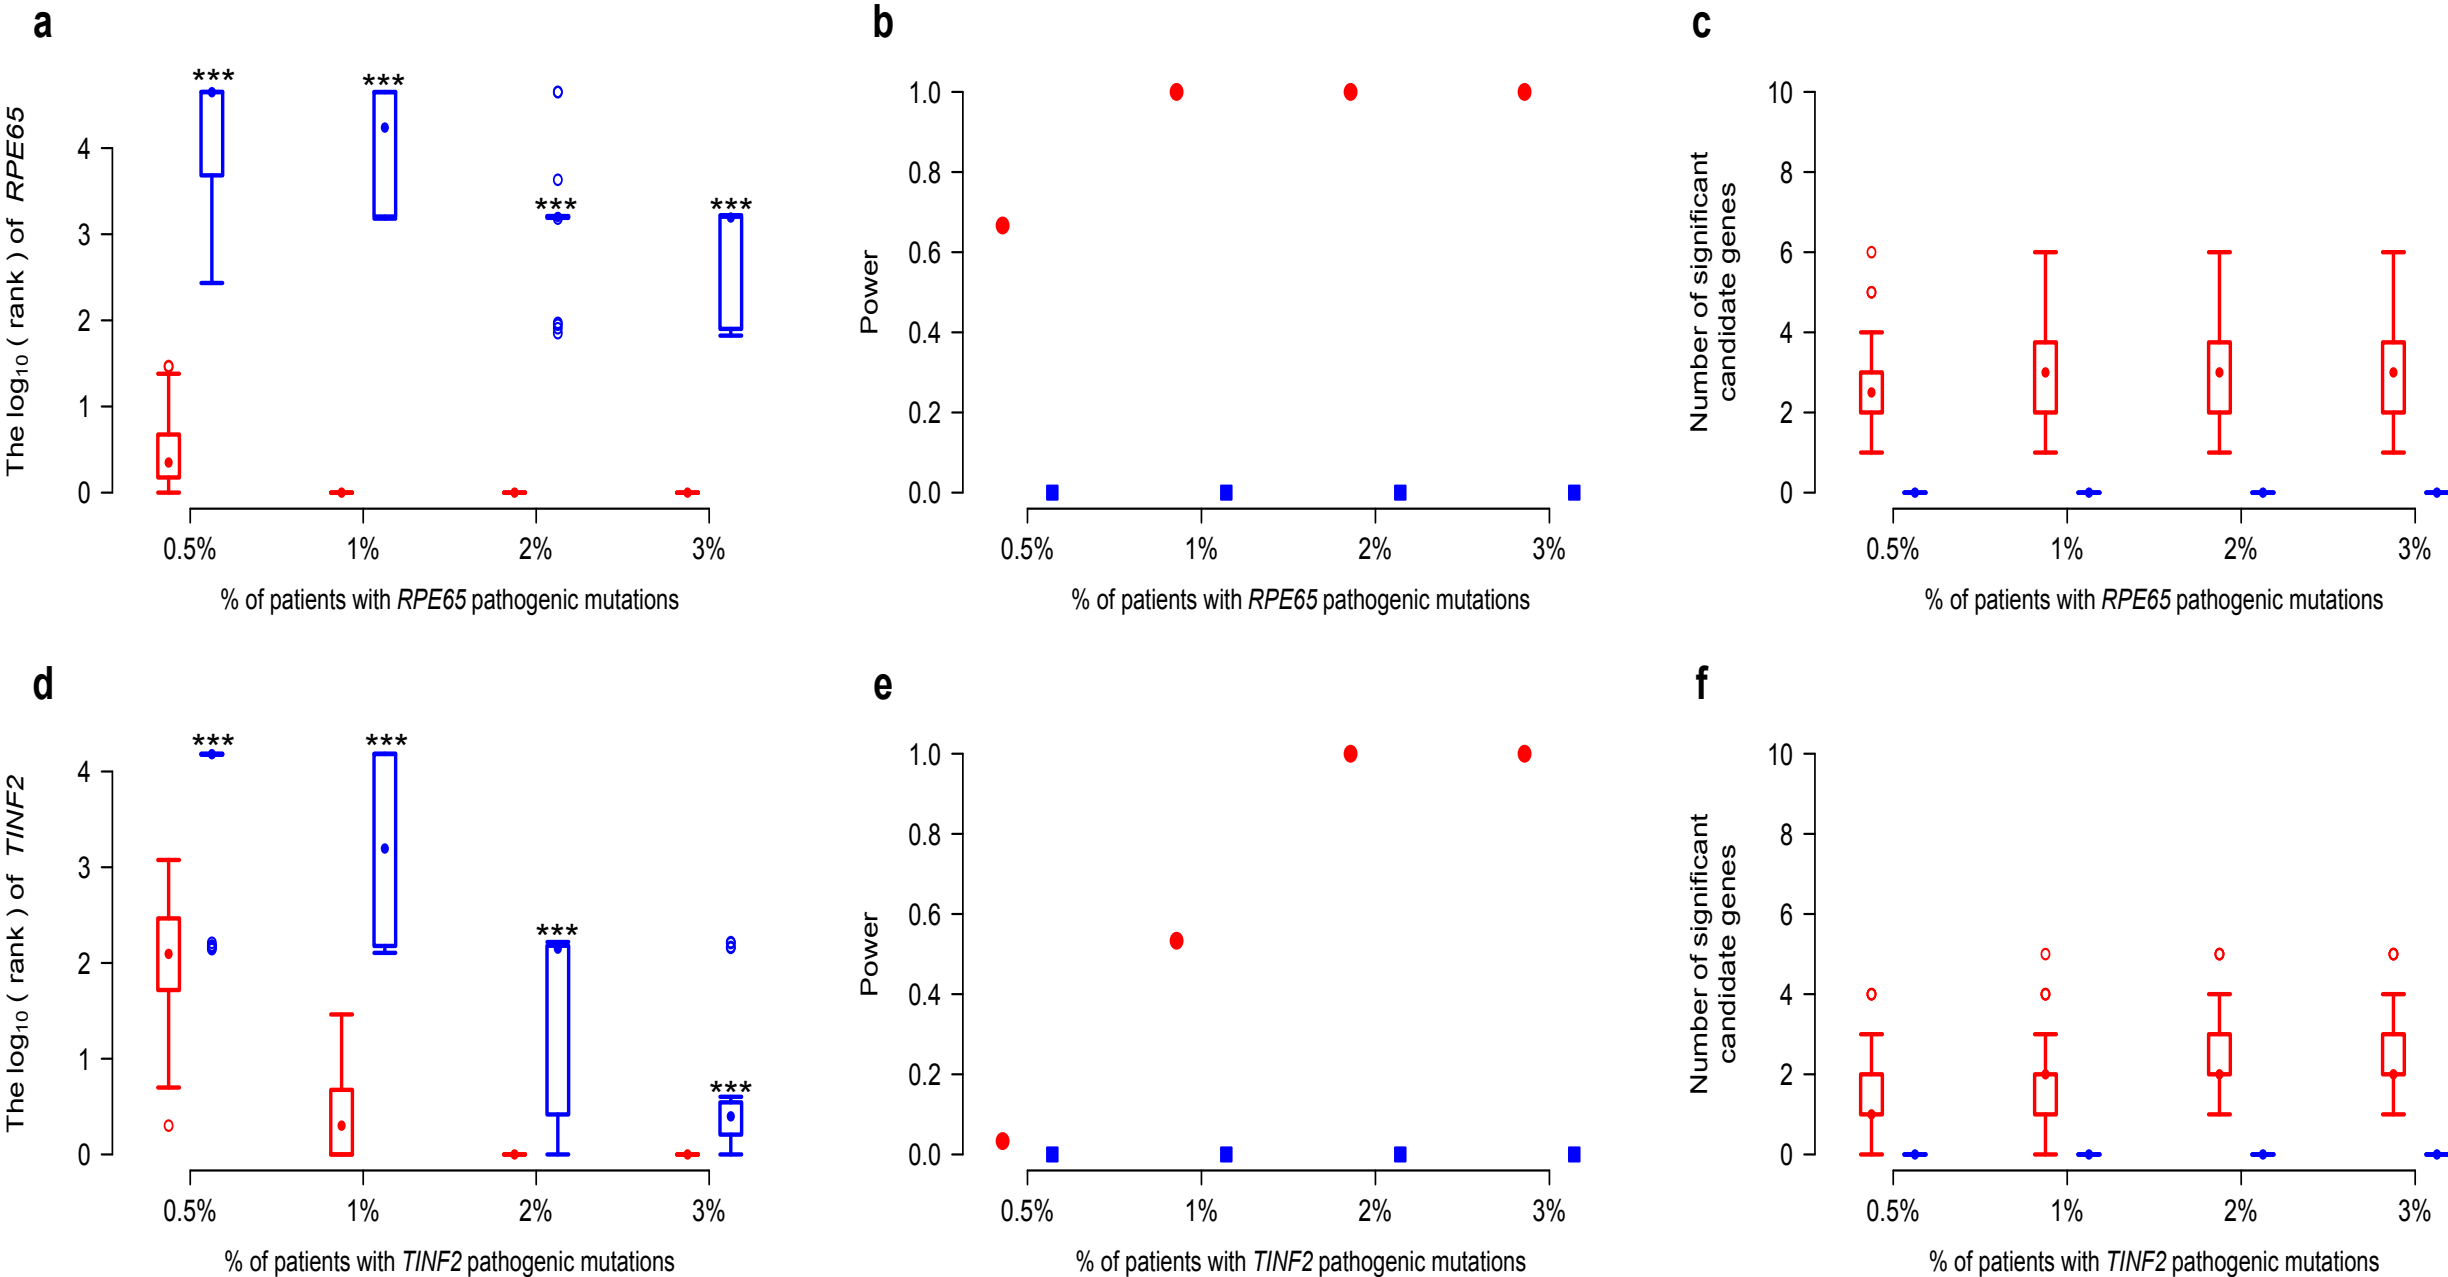 a
The log10 ( rank ) of RPE65
4
3
2
1
0
***
***
***
***
0.5% 1% 2% 3%
% of patients with RPE65 pathogenic mutations
b
Power
1.0
0.8
0.6
0.4
0.2
0.0
0.5% 1% 2% 3%
% of patients with RPE65 pathogenic mutations
c
Number of significant
candidate genes
10
8
6
4
2
0
0.5% 1% 2% 3%
% of patients with RPE65 pathogenic mutations
d
The log10 ( rank ) of TINF2
4
3
2
1
0
***
***
***
***
0.5% 1% 2% 3%
% of patients with TINF2 pathogenic mutations
e
Power
1.0
0.8
0.6
0.4
0.2
0.0
0.5% 1% 2% 3%
% of patients with TINF2 pathogenic mutations
f
Number of significant
candidate genes
10
8
6
4
2
0
0.5% 1% 2% 3%
% of patients with TINF2 pathogenic mutations